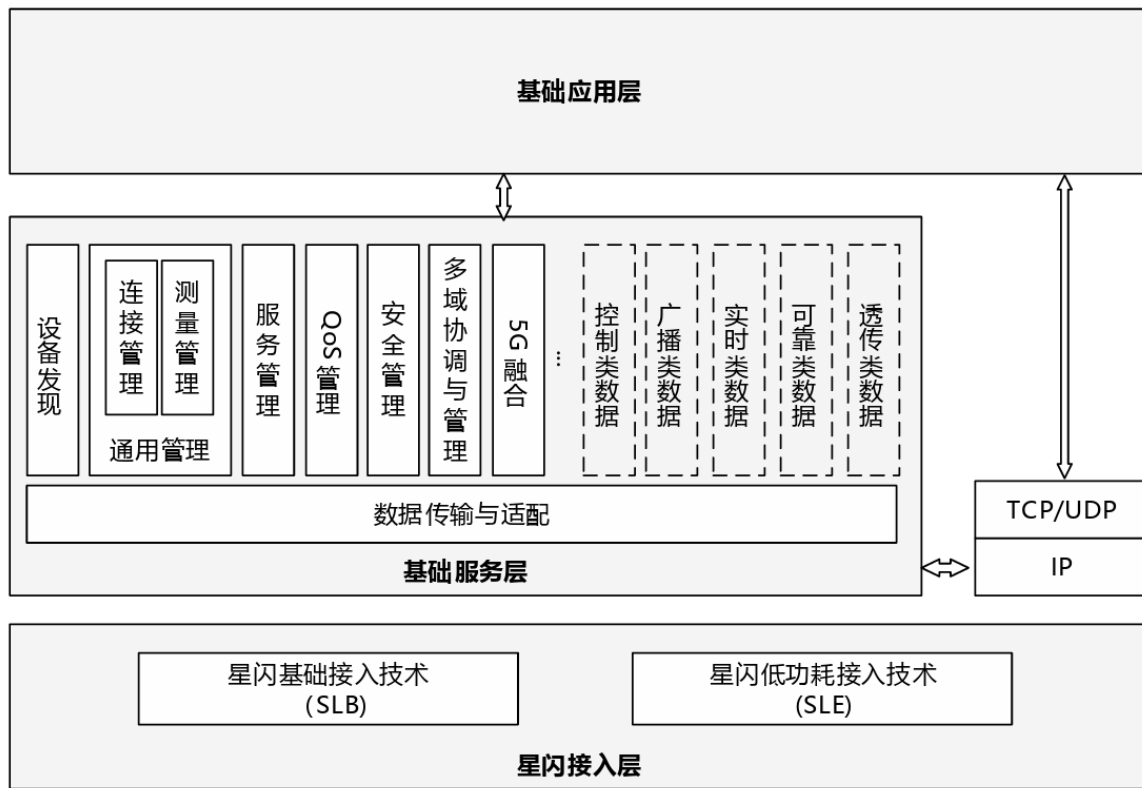 基础应用层
设备发现
连接管理
测量管理
通用管理
服务管理
QoS 管理
安全管理
多域协调与管理
5G 融合
...
控制类数据
广播类数据
实时类数据
可靠类数据
透传类数据
数据传输与适配
基础服务层
TCP/UDP
IP
星闪基础接入技术
(SLB)
星闪低功耗接入技术
(SLE)
星闪接入层